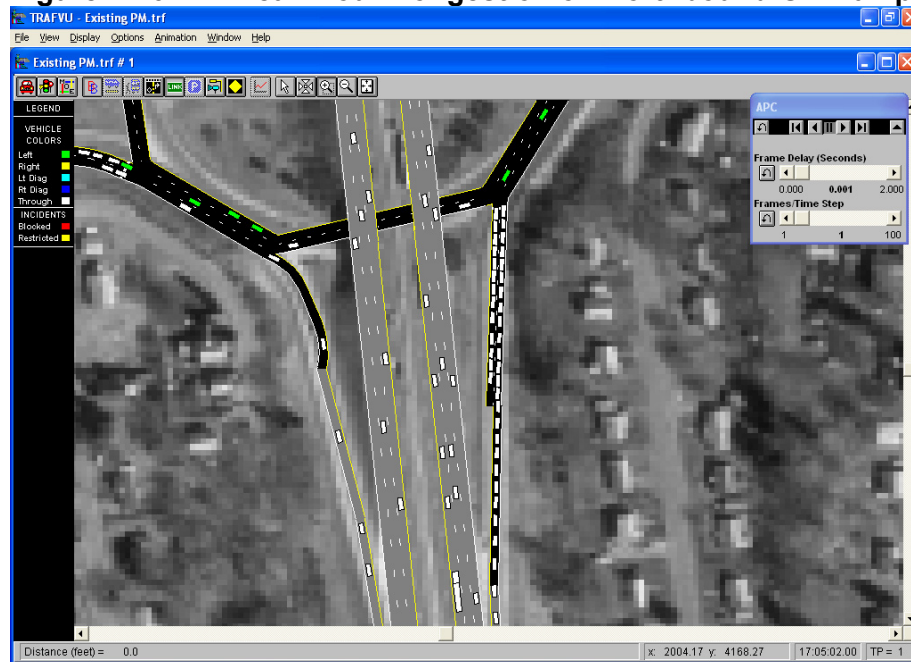 TRAFVU - Existing PM.trf
File View Display Options Animation Window Help
Existing PM.trf # 1
LEGEND
VEHICLE
COLORS
Left
Right
Lt Diag
Rt Diag
Through
INCIDENTS
Blocked
Restricted
APC
Frame Delay (Seconds)
0.000 0.001 2.000
Frames/Time Step
1 1 100
Distance (feet) = 0.0 x: 2004.17 y: 4168.27 17:05:02.00 TP = 1